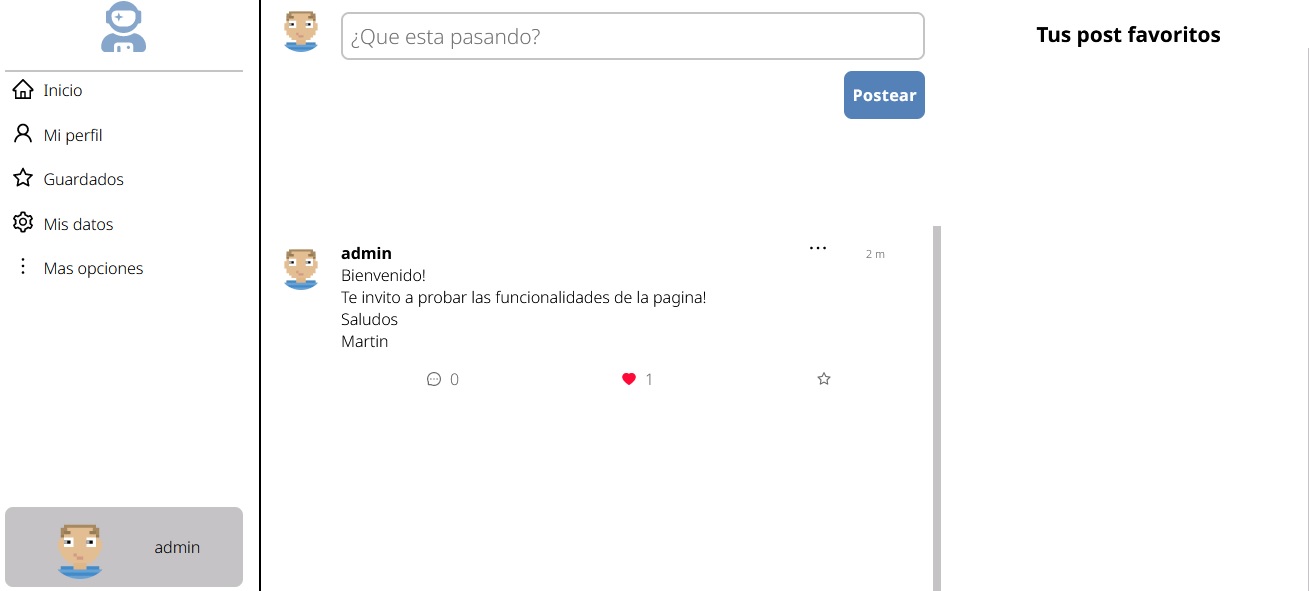 Inicio
Mi perfil
Guardados
Mis datos
Mas opciones
admin
¿Que esta pasando?
Postear
admin
2 m
Bienvenido!
Te invito a probar las funcionalidades de la pagina!
Saludos
Martin
0
1
Tus post favoritos